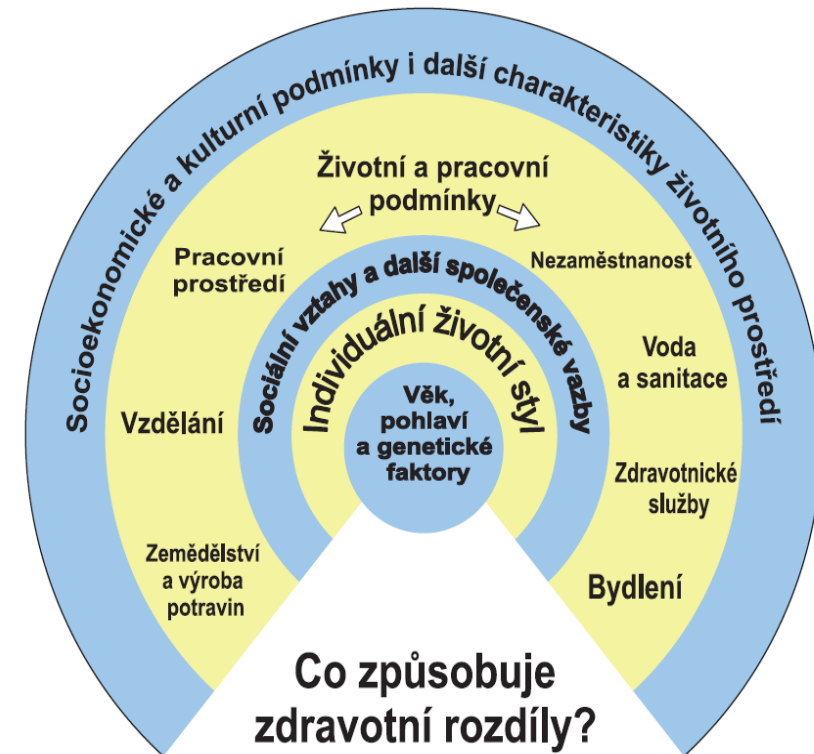 Socioekonomické a kulturní podmínky i další charakteristiky životního prostředí
Životní a pracovní
podmínky
Pracovní
prostředí
Nezaměstnanost
Sociální vztahy a další společenské vazby
Individuální životní styl
Voda
a sanitace
Věk,
pohlaví
a genetické
faktory
Vzdělání
Zdravotnické
služby
Zemědělství
a výroba
potravin
Bydlení
Co způsobuje
zdravotní rozdíly?